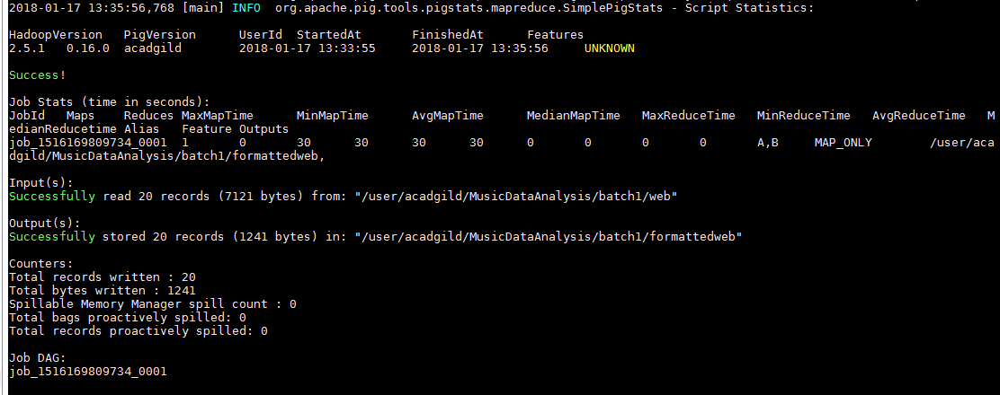 2018-01-17 13:35:56,768 [main] INFO  org.apache.pig.tools.pigstats.mapreduce.SimplePigStats - Script Statistics:
HadoopVersion   PigVersion      UserId  StartedAt       FinishedAt      Features
2.5.1   0.16.0  acadgild        2018-01-17 13:33:55     2018-01-17 13:35:56     UNKNOWN
Success!
Job Stats (time in seconds):
JobId   Maps    Reduces MaxMapTime      MinMapTime      AvgMapTime      MedianMapTime   MaxReduceTime   MinReduceTime   AvgReduceTime   M
edianReducetime Alias   Feature Outputs
job_1516169809734_0001  1       0       30      30      30      30      0       0       0       0       A,B     MAP_ONLY        /user/aca
dgild/MusicDataAnalysis/batch1/formattedweb,
Input(s):
Successfully read 20 records (7121 bytes) from: "/user/acadgild/MusicDataAnalysis/batch1/web"
Output(s):
Successfully stored 20 records (1241 bytes) in: "/user/acadgild/MusicDataAnalysis/batch1/formattedweb"
Counters:
Total records written : 20
Total bytes written : 1241
Spillable Memory Manager spill count : 0
Total bags proactively spilled: 0
Total records proactively spilled: 0
Job DAG:
job_1516169809734_0001